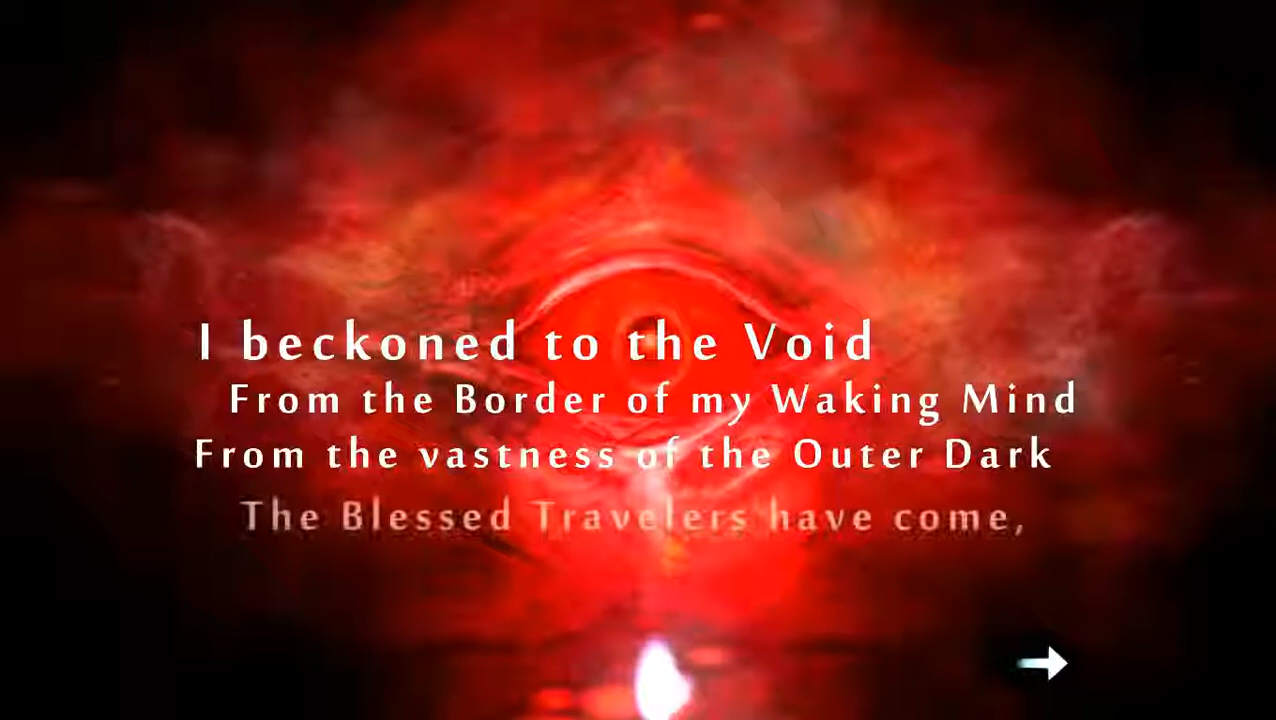 I beckoned to the Void
From the Border of my Waking Mind
From the vastness of the Outer Dark
The Blessed Travelers have come,